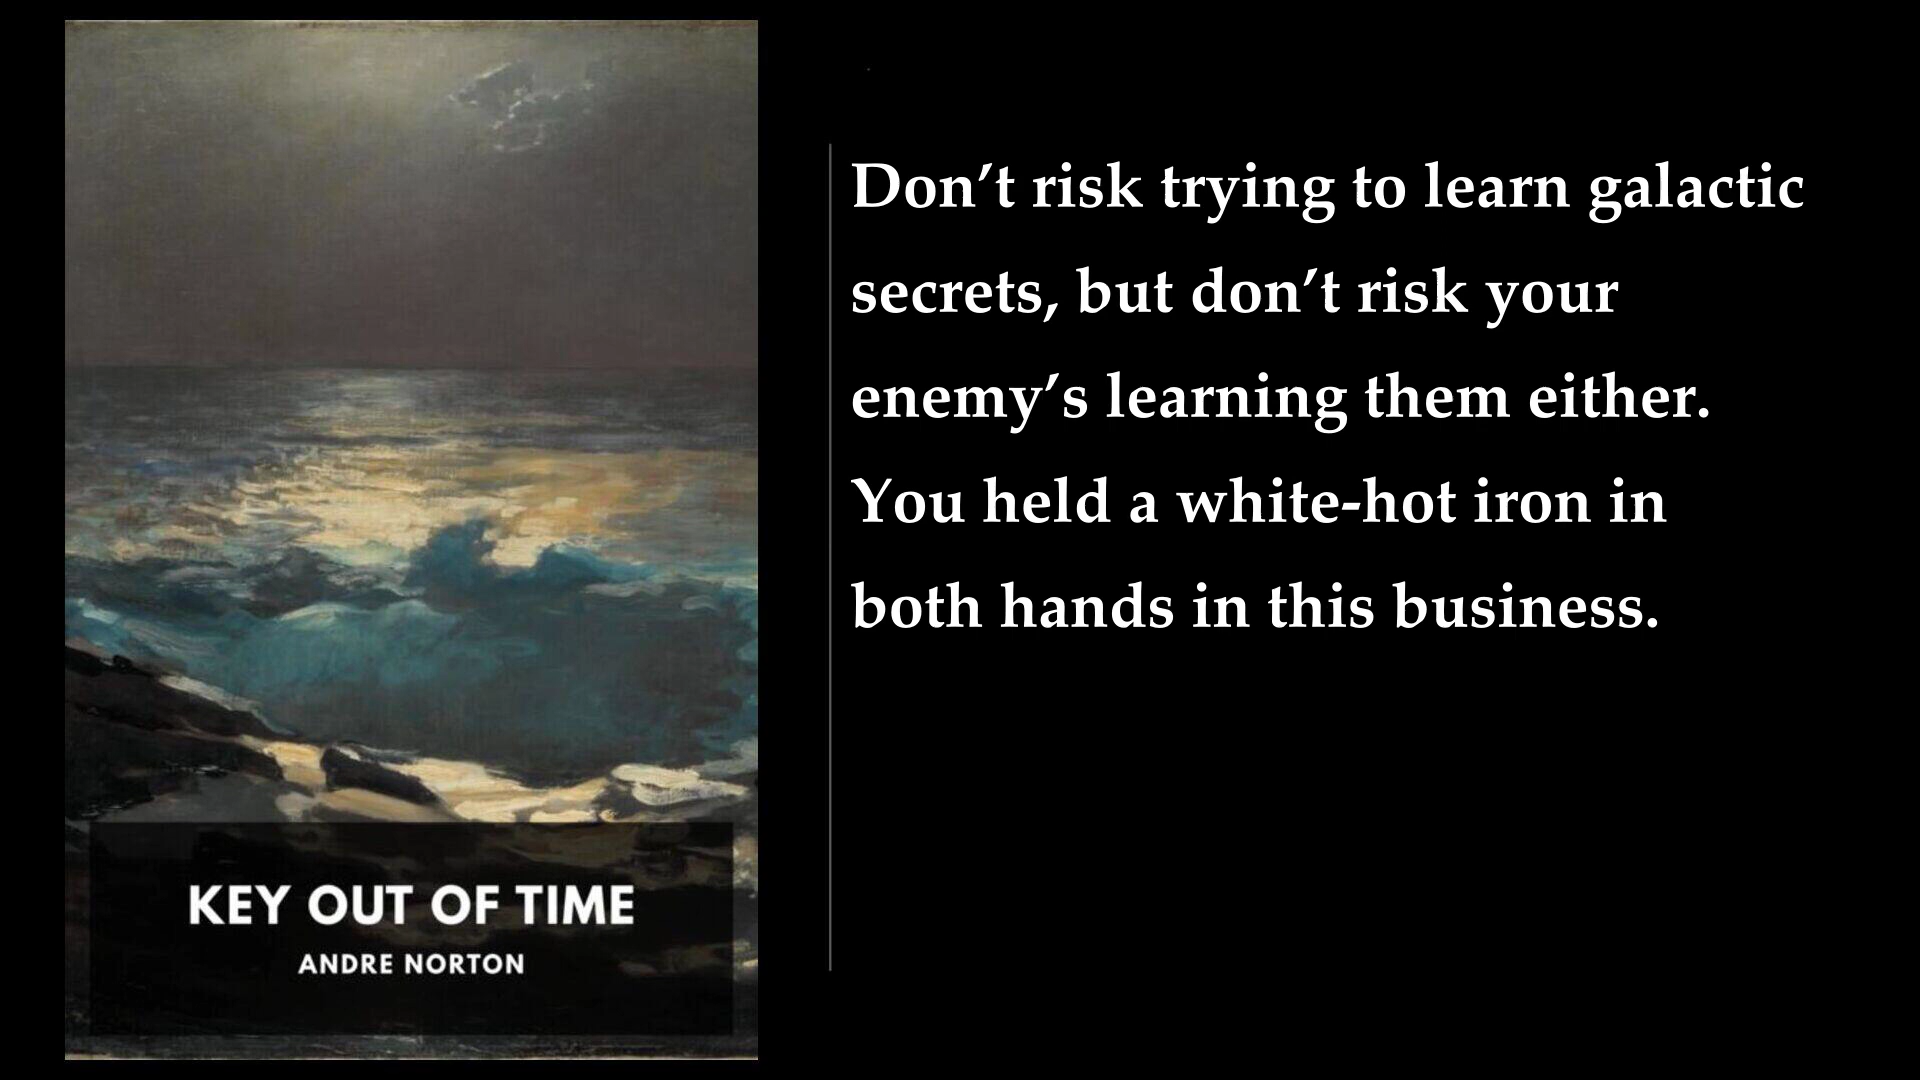 Don’t risk trying to learn galactic
secrets, but don’t risk your
enemy’s learning them either.
You held a white-hot iron in
both hands in this business.
KEY OUT OF TIME
ANDRE NORTON